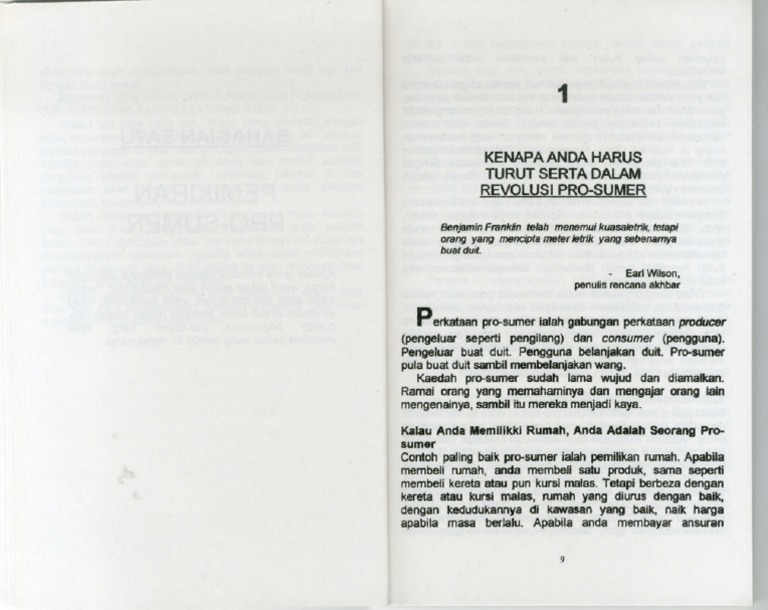 1
KENAPA ANDA HARUS
TURUT SERTA DALAM
REVOLUSI PRO-SUMER
Benjamin Franklin telah menemui kuasaletrik, tetapi
orang yang mencipta meter letrik yang sebenarnya
buat duit.
- Earl Wilson,
penulis rencana akhbar
Perkataan pro-sumer ialah gabungan perkataan producer
(pengeluar seperti pengilang) dan consumer (pengguna).
Pengeluar buat duit. Pengguna belanjakan duit. Pro-sumer
pula buat duit sambil membelanjakan wang.
Kaedah pro-sumer sudah lama wujud dan diamalkan.
Ramai orang yang memahaminya dan mengajar orang lain
mengenainya, sambil itu mereka menjadi kaya.
Kalau Anda Memilikki Rumah, Anda Adalah Seorang Pro-
sumer
Contoh paling baik pro-sumer ialah pemilikan rumah. Apabila
membeli rumah, anda membeli satu produk, sama seperti
membeli kereta atau pun kursi malas. Tetapi berbeza dengan
kereta atau kursi malas, rumah yang diurus dengan baik,
dengan kedudukannya di kawasan yang baik, naik harga
apabila masa berlalu. Apabila anda membayar ansuran
9